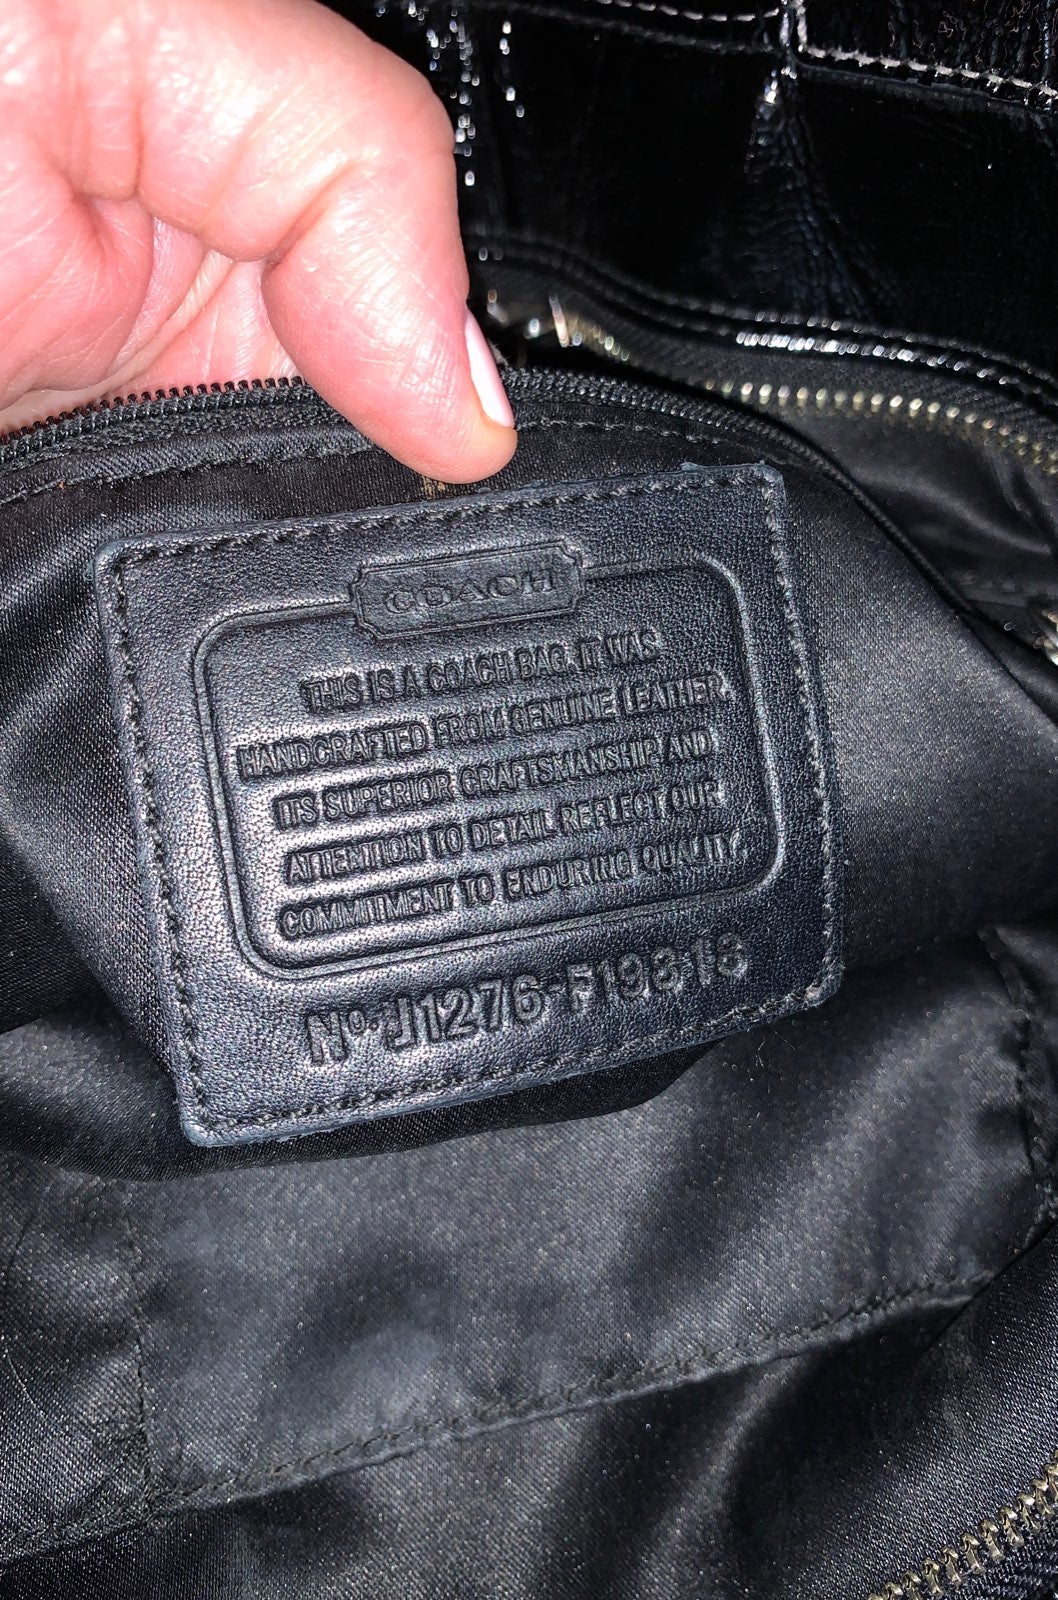 COACH
THIS IS A COACH BAG. IT WAS
HANDCRAFTED FROM GENUINE LEATHER.
ITS SUPERIOR CRAFTSMANSHIP AND
ATTENTION TO DETAIL REFLECT OUR
COMMITMENT TO ENDURING QUALITY.
Nº J1276-F19818